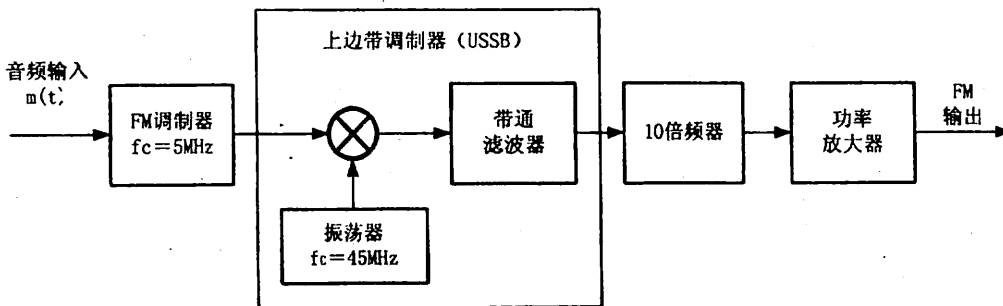 上边带调制器（USSB）
音频输入
m(t)
FM调制器
fc＝5MHz
带通
滤波器
10倍频器
功率
放大器
FM
输出
振荡器
fc＝45MHz